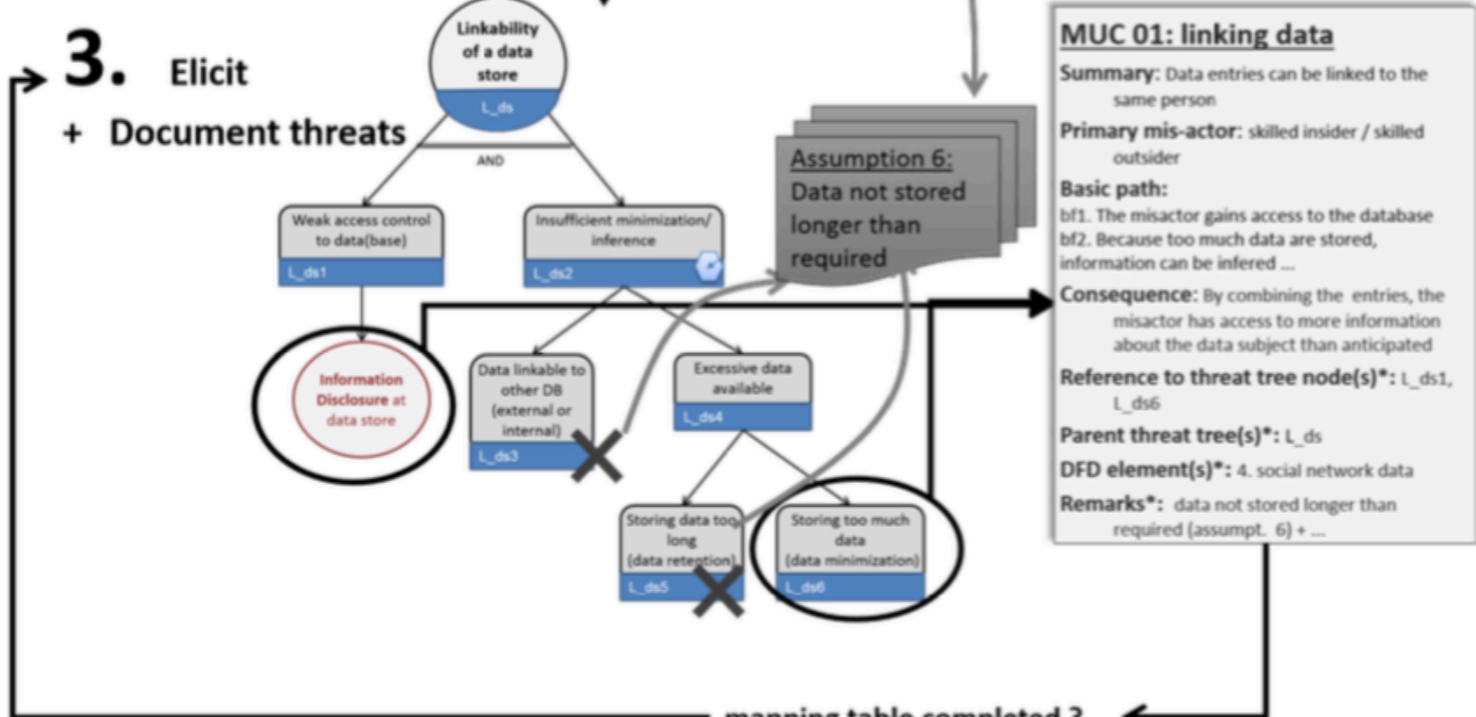 3. Elicit
+ Document threats
Linkability
of a data
store
L_ds
AND
Weak access control
to data(base)
L_ds1
Insufficient minimization/
inference
L_ds2
Information
Disclosure at
data store
Data linkable to
other DB
(external or
internal)
L_ds3
Excessive data
available
L_ds4
Storing data too
long
(data retention)
L_ds5
Storing too much
data
(data minimization)
L_ds6
Assumption 6:
Data not stored
longer than
required
MUC 01: linking data
Summary: Data entries can be linked to the
same person
Primary mis-actor: skilled insider / skilled
outsider
Basic path:
bf1. The misactor gains access to the database
bf2. Because too much data are stored,
information can be infered ...
Consequence: By combining the entries, the
misactor has access to more information
about the data subject than anticipated
Reference to threat tree node(s)*: L_ds1,
L_ds6
Parent threat tree(s)*: L_ds
DFD element(s)*: 4. social network data
Remarks*: data not stored longer than
required (assumpt. 6) + ...
mapping table completed ?